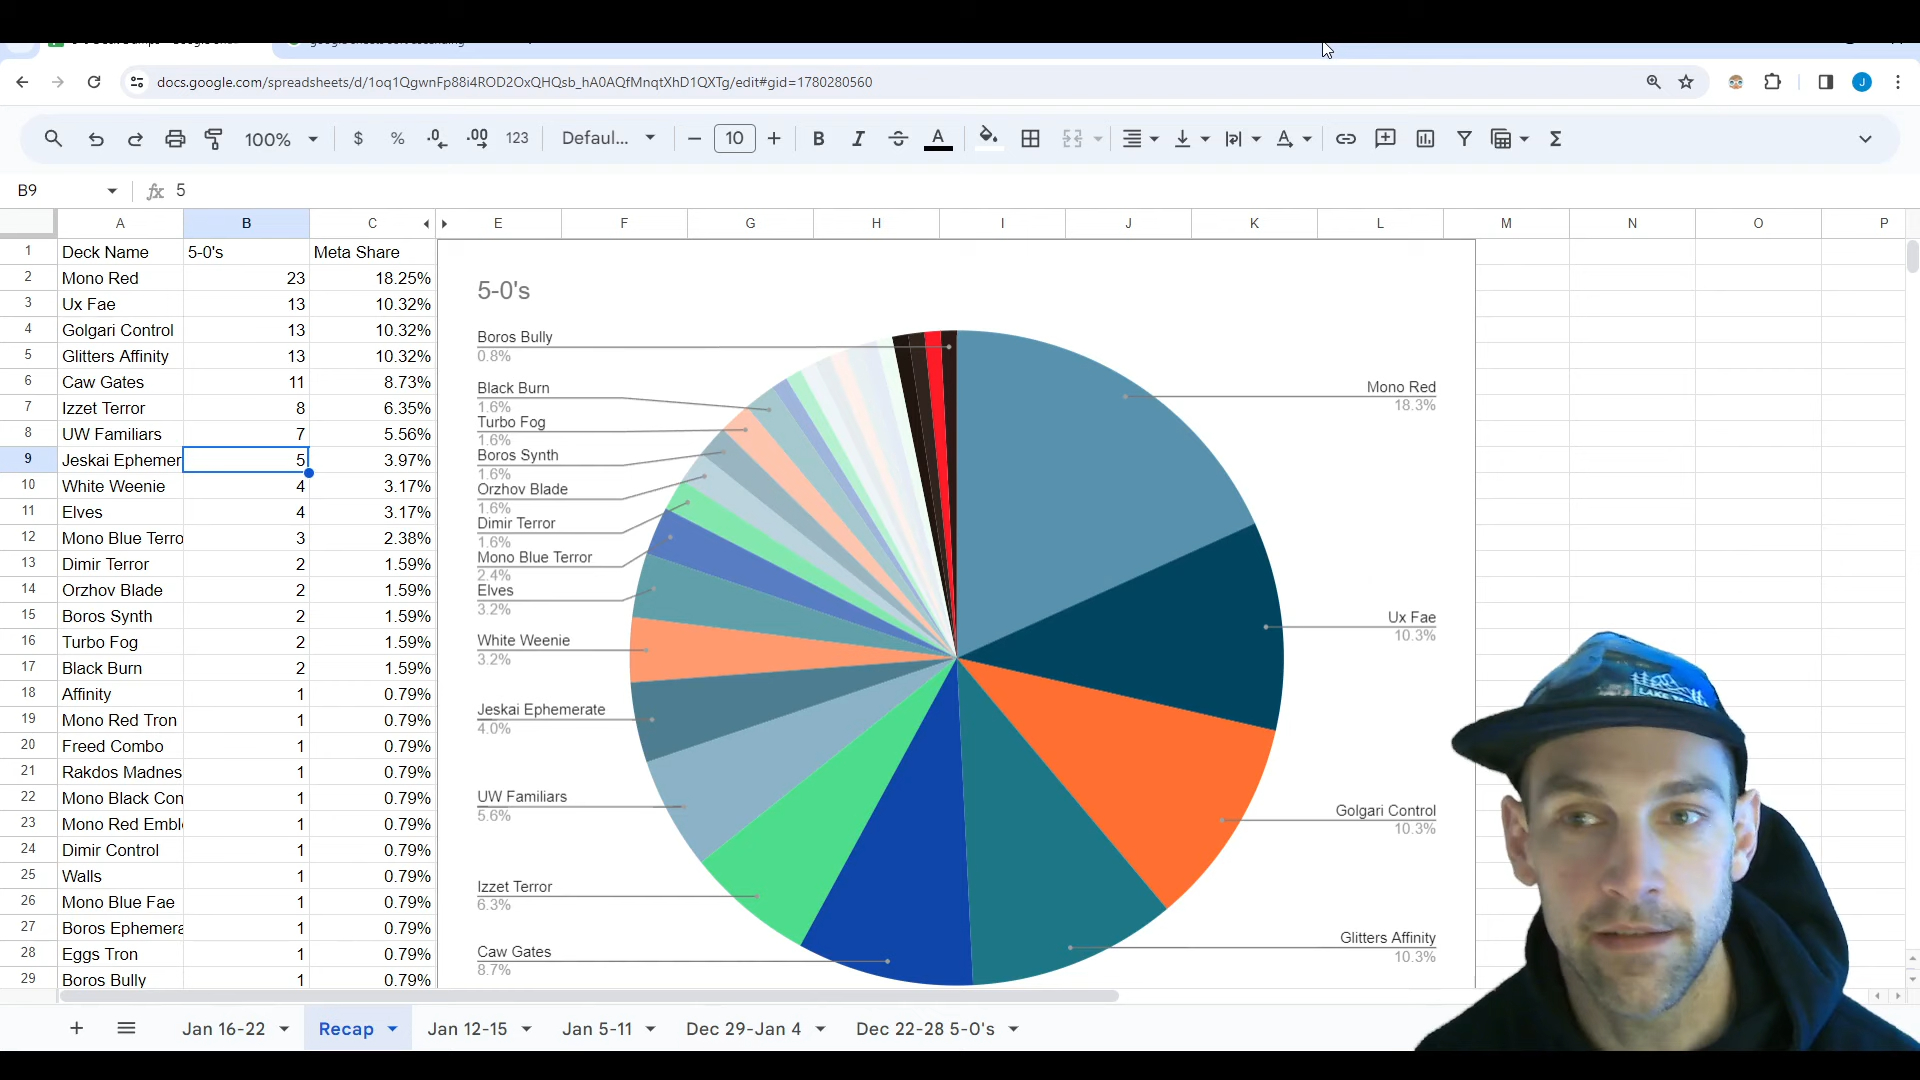 docs.google.com/spreadsheets/d/1oq1QgwnFp88i4ROD2OxQHQsb_hA0AQfMnqtXhD1QXTg/edit#gid=1780280560
J
100% $ % .0 .00 123 Defaul... 10 B I A
B9 fx 5
A B C E F G H I J K L M N O P
1 Deck Name 5-0's Meta Share
2 Mono Red 23 18.25%
3 Ux Fae 13 10.32%
4 Golgari Control 13 10.32%
5 Glitters Affinity 13 10.32%
6 Caw Gates 11 8.73%
7 Izzet Terror 8 6.35%
8 UW Familiars 7 5.56%
9 Jeskai Ephemer 5 3.97%
10 White Weenie 4 3.17%
11 Elves 4 3.17%
12 Mono Blue Terro 3 2.38%
13 Dimir Terror 2 1.59%
14 Orzhov Blade 2 1.59%
15 Boros Synth 2 1.59%
16 Turbo Fog 2 1.59%
17 Black Burn 2 1.59%
18 Affinity 1 0.79%
19 Mono Red Tron 1 0.79%
20 Freed Combo 1 0.79%
21 Rakdos Madnes 1 0.79%
22 Mono Black Con 1 0.79%
23 Mono Red Embl 1 0.79%
24 Dimir Control 1 0.79%
25 Walls 1 0.79%
26 Mono Blue Fae 1 0.79%
27 Boros Ephemera 1 0.79%
28 Eggs Tron 1 0.79%
29 Boros Bully 1 0.79%
5-0's
Boros Bully
0.8%
Black Burn
1.6%
Turbo Fog
1.6%
Boros Synth
1.6%
Orzhov Blade
1.6%
Dimir Terror
1.6%
Mono Blue Terror
2.4%
Elves
3.2%
White Weenie
3.2%
Jeskai Ephemerate
4.0%
UW Familiars
5.6%
Izzet Terror
6.3%
Caw Gates
8.7%
Mono Red
18.3%
Ux Fae
10.3%
Golgari Control
10.3%
Glitters Affinity
10.3%
Jan 16-22 Recap Jan 12-15 Jan 5-11 Dec 29-Jan 4 Dec 22-28 5-0's